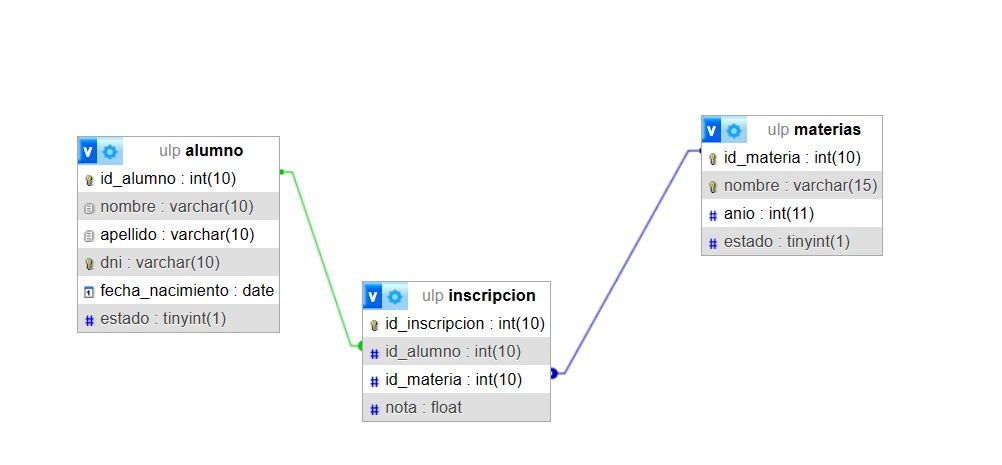 v ulp alumno
id_alumno : int(10)
nombre : varchar(10)
apellido : varchar(10)
dni : varchar(10)
fecha_nacimiento : date
# estado : tinyint(1)
v ulp inscripcion
id_inscripcion : int(10)
# id_alumno : int(10)
# id_materia : int(10)
# nota : float
v ulp materias
id_materia : int(10)
nombre : varchar(15)
# anio : int(11)
# estado : tinyint(1)